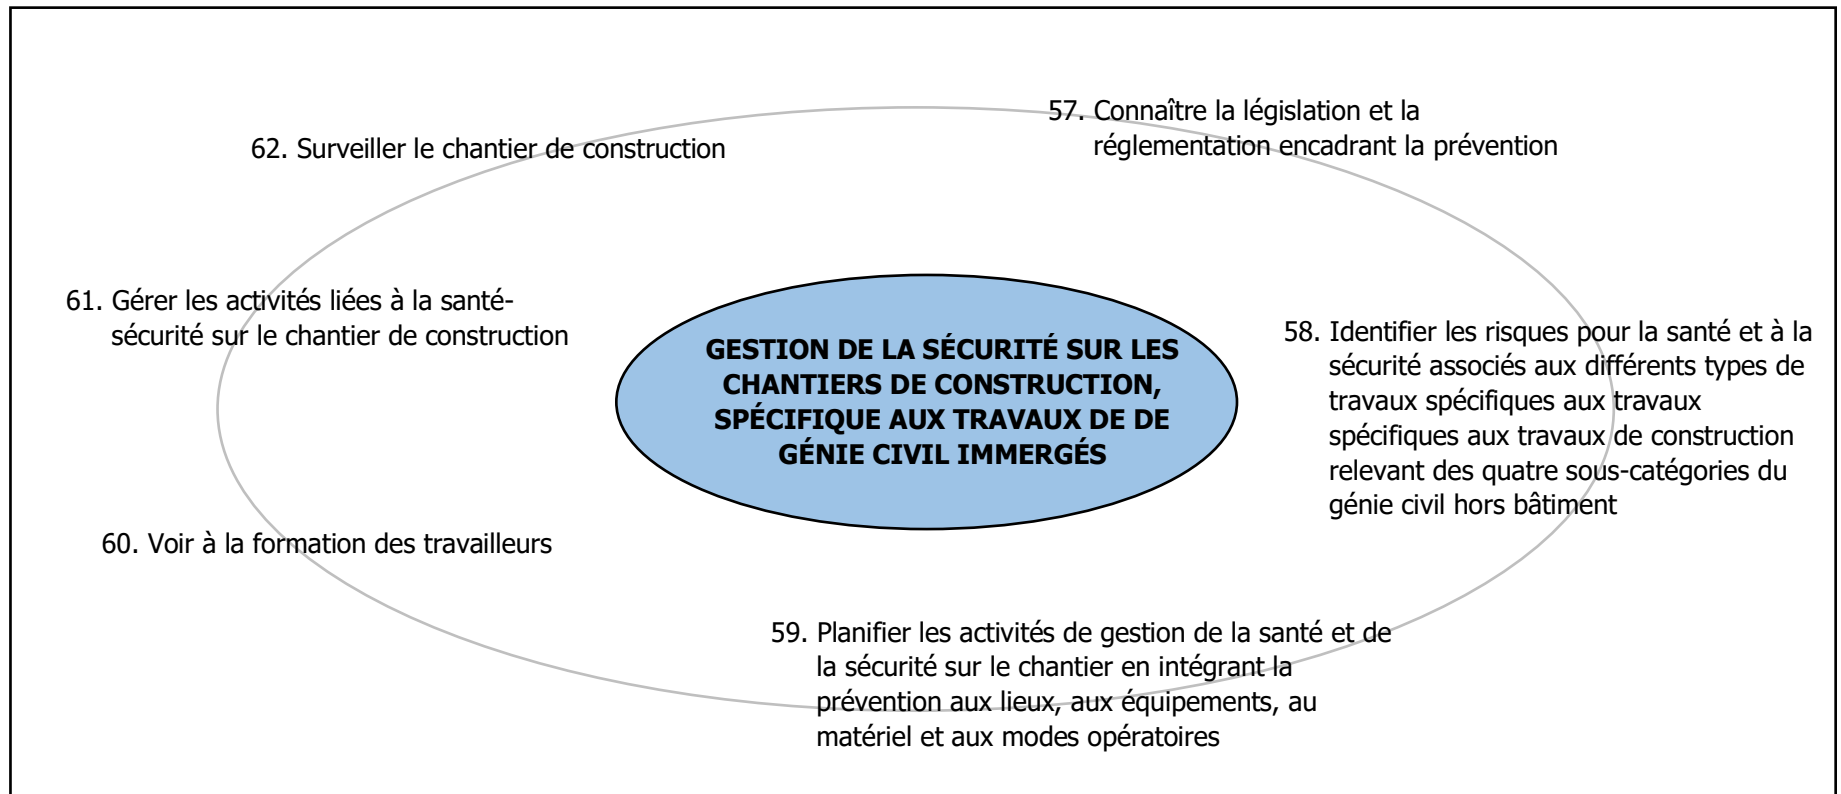 57. Connaître la législation et la
réglementation encadrant la prévention
62. Surveiller le chantier de construction
61. Gérer les activités liées à la santé-
sécurité sur le chantier de construction
GESTION DE LA SÉCURITÉ SUR LES
CHANTIERS DE CONSTRUCTION,
SPÉCIFIQUE AUX TRAVAUX DE DE
GÉNIE CIVIL IMMERGÉS
58. Identifier les risques pour la santé et à la
sécurité associés aux différents types de
travaux spécifiques aux travaux
spécifiques aux travaux de construction
relevant des quatre sous-catégories du
génie civil hors bâtiment
60. Voir à la formation des travailleurs
59. Planifier les activités de gestion de la santé et de
la sécurité sur le chantier en intégrant la
prévention aux lieux, aux équipements, au
matériel et aux modes opératoires